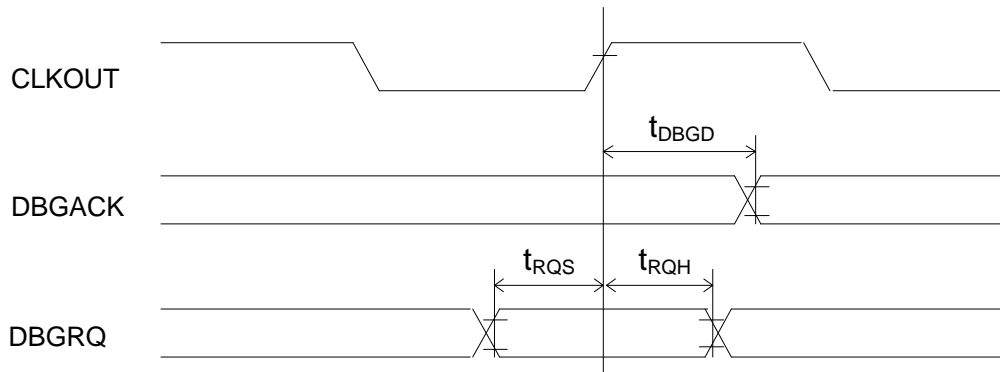 CLKOUT
tDBGD
DBGACK
tRQS tRQH
DBGRQ